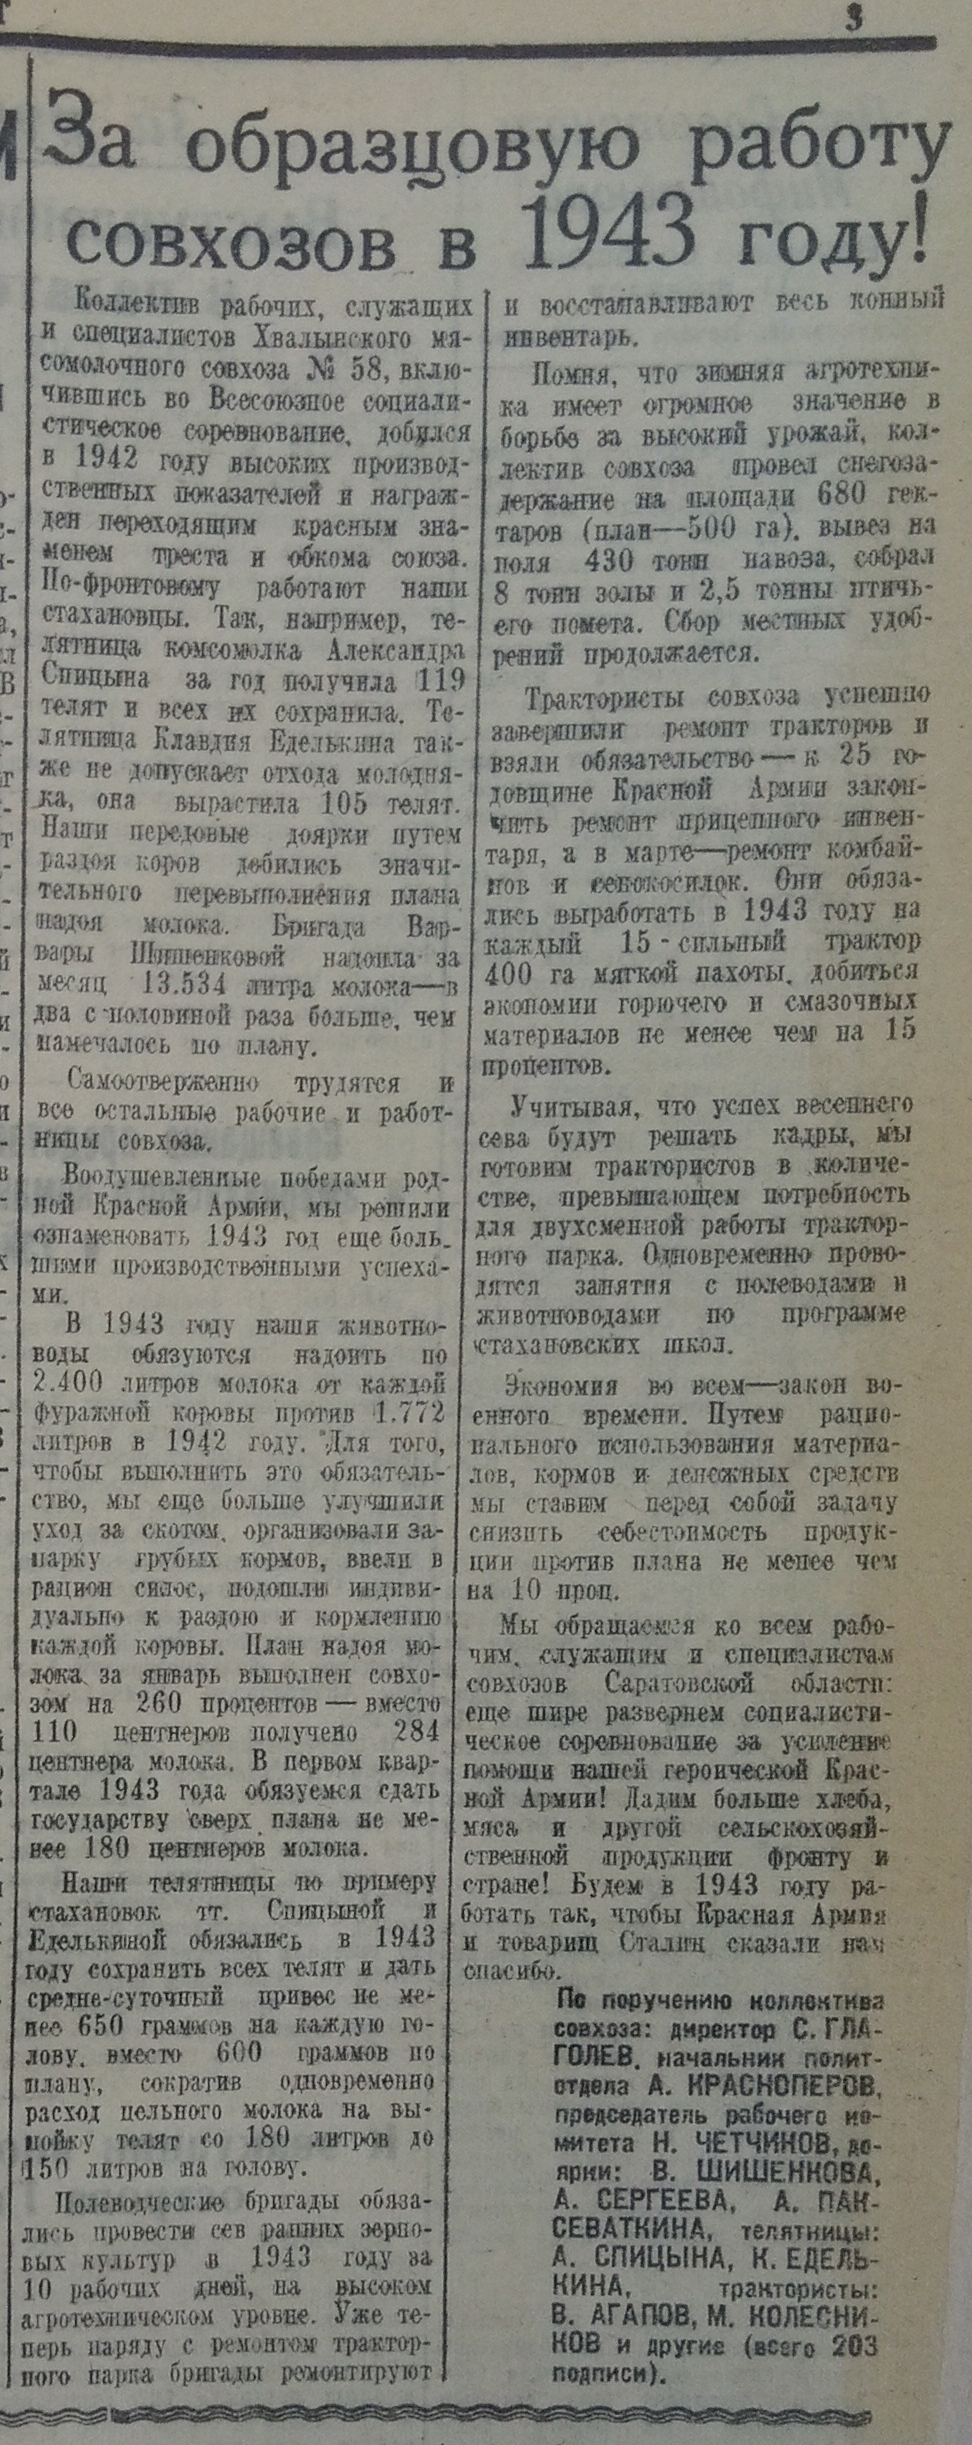 3
За образцовую работу
совхозов в 1943 году!
Коллектив рабочих, служащих
и специалистов Хвалынского мя-
сомолочного совхоза № 58, вклю-
чившись во Всесоюзное социали-
стическое соревнование, добился
в 1942 году высоких производ-
ственных показателей и награж-
ден переходящим красным зна-
менем треста и обкома союза.
По-фронтовому работают наши
стахановцы. Так, например, те-
лятница комсомолка Александра
Спицына за год получила 119
телят и всех их сохранила. Те-
лятница Клавдия Еделькина так-
же не допускает отхода молодня-
ка, она вырастила 105 телят.
Наши передовые доярки путем
раздоя коров добились значи-
тельного перевыполнения плана
надоя молока. Бригада Вар-
вары Шишенковой надоила за
месяц 13.534 литра молока—в
два с половиной раза больше, чем
намечалось по плану.
Самоотверженно трудятся и
все остальные рабочие и работ-
ницы совхоза.
Воодушевленные победами род-
ной Красной Армии, мы решили
ознаменовать 1943 год еще боль-
шими производственными успеха-
ми.
В 1943 году наши животно-
воды обязуются надоить по
2.400 литров молока от каждой
фуражной коровы против 1.772
литров в 1942 году. Для того,
чтобы выполнить это обязатель-
ство, мы еще больше улучшили
уход за скотом, организовали за-
парку грубых кормов, ввели в
рацион силос, подошли индиви-
дуально к раздою и кормлению
каждой коровы. План надоя мо-
лока за январь выполнен совхо-
зом на 260 процентов — вместо
110 центнеров получено 284
центнера молока. В первом квар-
тале 1943 года обязуемся сдать
государству сверх плана не ме-
нее 180 центнеров молока.
Наши телятницы по примеру
стахановок тт. Спицыной и
Еделькиной обязались в 1943
году сохранить всех телят и дать
средне-суточный привес не ме-
нее 650 граммов на каждую го-
лову, вместо 600 граммов по
плану, сократив одновременно
расход цельного молока на вы-
пойку телят со 180 литров до
150 литров на голову.
Полеводческие бригады обяза-
лись провести сев ранних зерно-
вых культур в 1943 году за
10 рабочих дней, на высоком
агротехническом уровне. Уже те-
перь наряду с ремонтом трактор-
ного парка бригады ремонтируют
и восстанавливают весь конный
инвентарь.
Помня, что зимняя агротехни-
ка имеет огромное значение в
борьбе за высокий урожай, кол-
лектив совхоза провел снегоза-
держание на площади 680 гек-
таров (план—500 га), вывез на
поля 430 тонн навоза, собрал
8 тонн золы и 2,5 тонны птичь-
его помета. Сбор местных удоб-
рений продолжается.
Трактористы совхоза успешно
завершили ремонт тракторов и
взяли обязательство — к 25 го-
довщине Красной Армии закон-
чить ремонт прицепного инвен-
таря, а в марте—ремонт комбай-
нов и сенокосилок. Они обяза-
лись выработать в 1943 году на
каждый 15-сильный трактор
400 га мягкой пахоты, добиться
экономии горючего и смазочных
материалов не менее чем на 15
процентов.
Учитывая, что успех весеннего
сева будут решать кадры, мы
готовим трактористов в количе-
стве, превышающем потребность
для двухсменной работы трактор-
ного парка. Одновременно прово-
дятся занятия с полеводами и
животноводами по программе
стахановских школ.
Экономия во всем—закон во-
енного времени. Путем рацио-
нального использования материа-
лов, кормов и денежных средств
мы ставим перед собой задачу
снизить себестоимость продук-
ции против плана не менее чем
на 10 проц.
Мы обращаемся ко всем рабо-
чим, служащим и специалистам
совхозов Саратовской области:
еще шире развернем социалисти-
ческое соревнование за усиление
помощи нашей героической Крас-
ной Армии! Дадим больше хлеба,
мяса и другой сельскохозяй-
ственной продукции фронту и
стране! Будем в 1943 году ра-
ботать так, чтобы Красная Армия
и товарищ Сталин сказали нам
спасибо.
По поручению коллектива
совхоза: директор С. ГЛА-
ГОЛЕВ, начальник полит-
отдела А. КРАСНОПЕРОВ,
председатель рабочего ко-
митета Н. ЧЕТЧИКОВ, до-
ярки: В. ШИШЕНКОВА,
А. СЕРГЕЕВА, А. ПАК-
СЕВАТКИНА, телятницы:
А. СПИЦЫНА, К. ЕДЕЛЬ-
КИНА, трактористы:
В. АГАПОВ, М. КОЛЕСНИ-
КОВ и другие (всего 203
подписи).